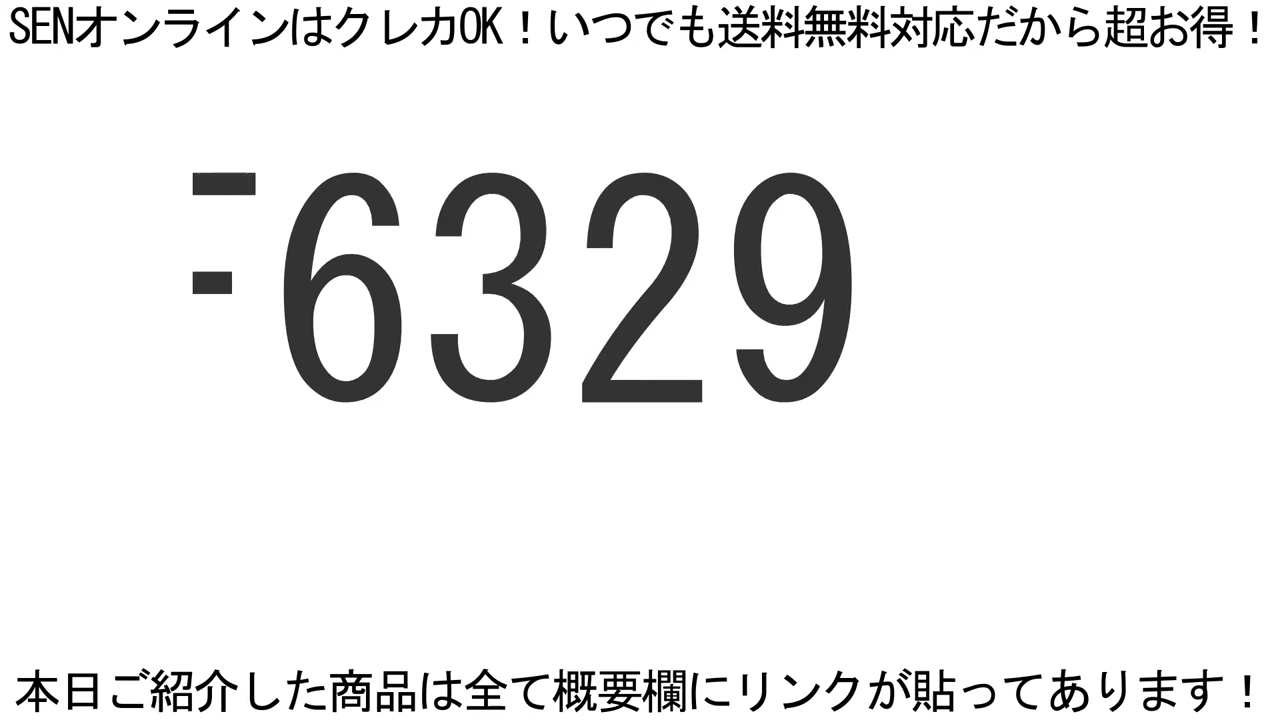 SENオンラインはクレカOK！いつでも送料無料対応だから超お得！
6329
本日ご紹介した商品は全て概要欄にリンクが貼ってあります！